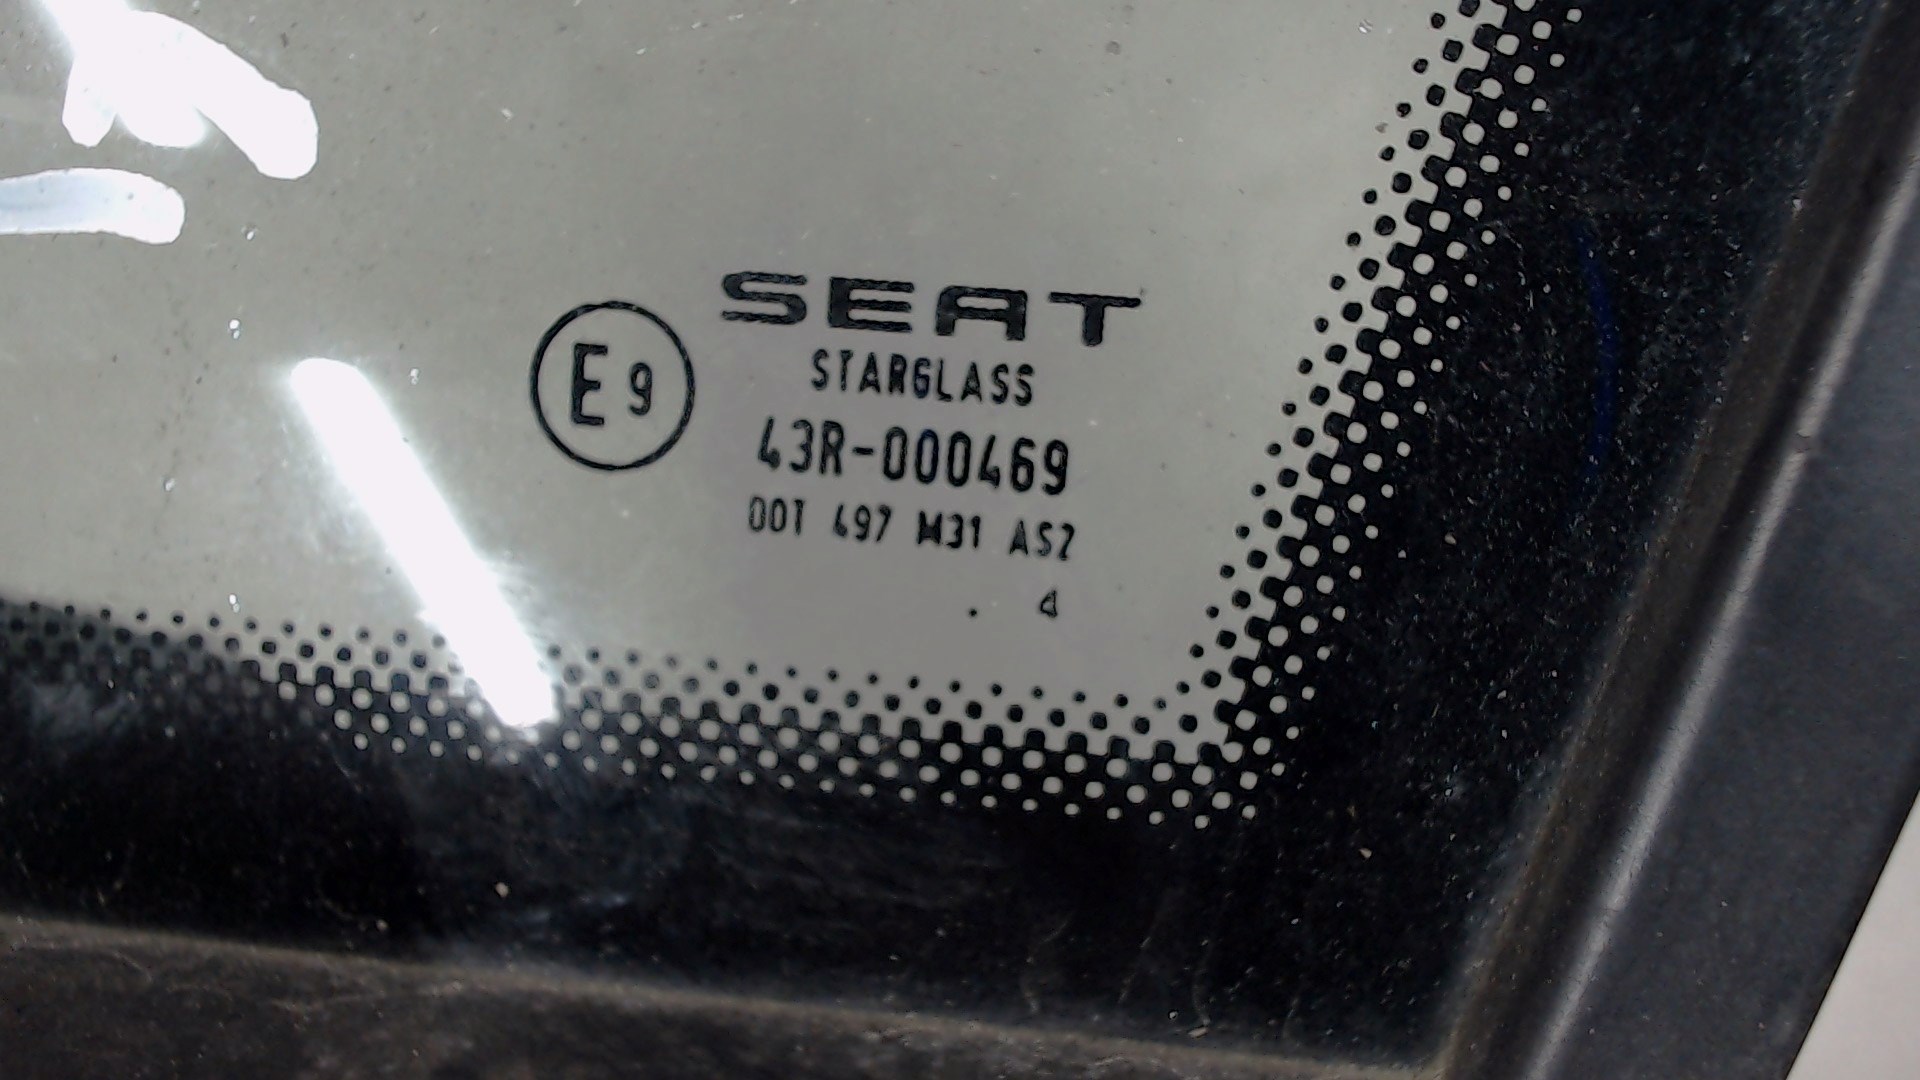 SEAT
E9
STARGLASS
43R-000469
DOT 497 M31 AS2
. 4